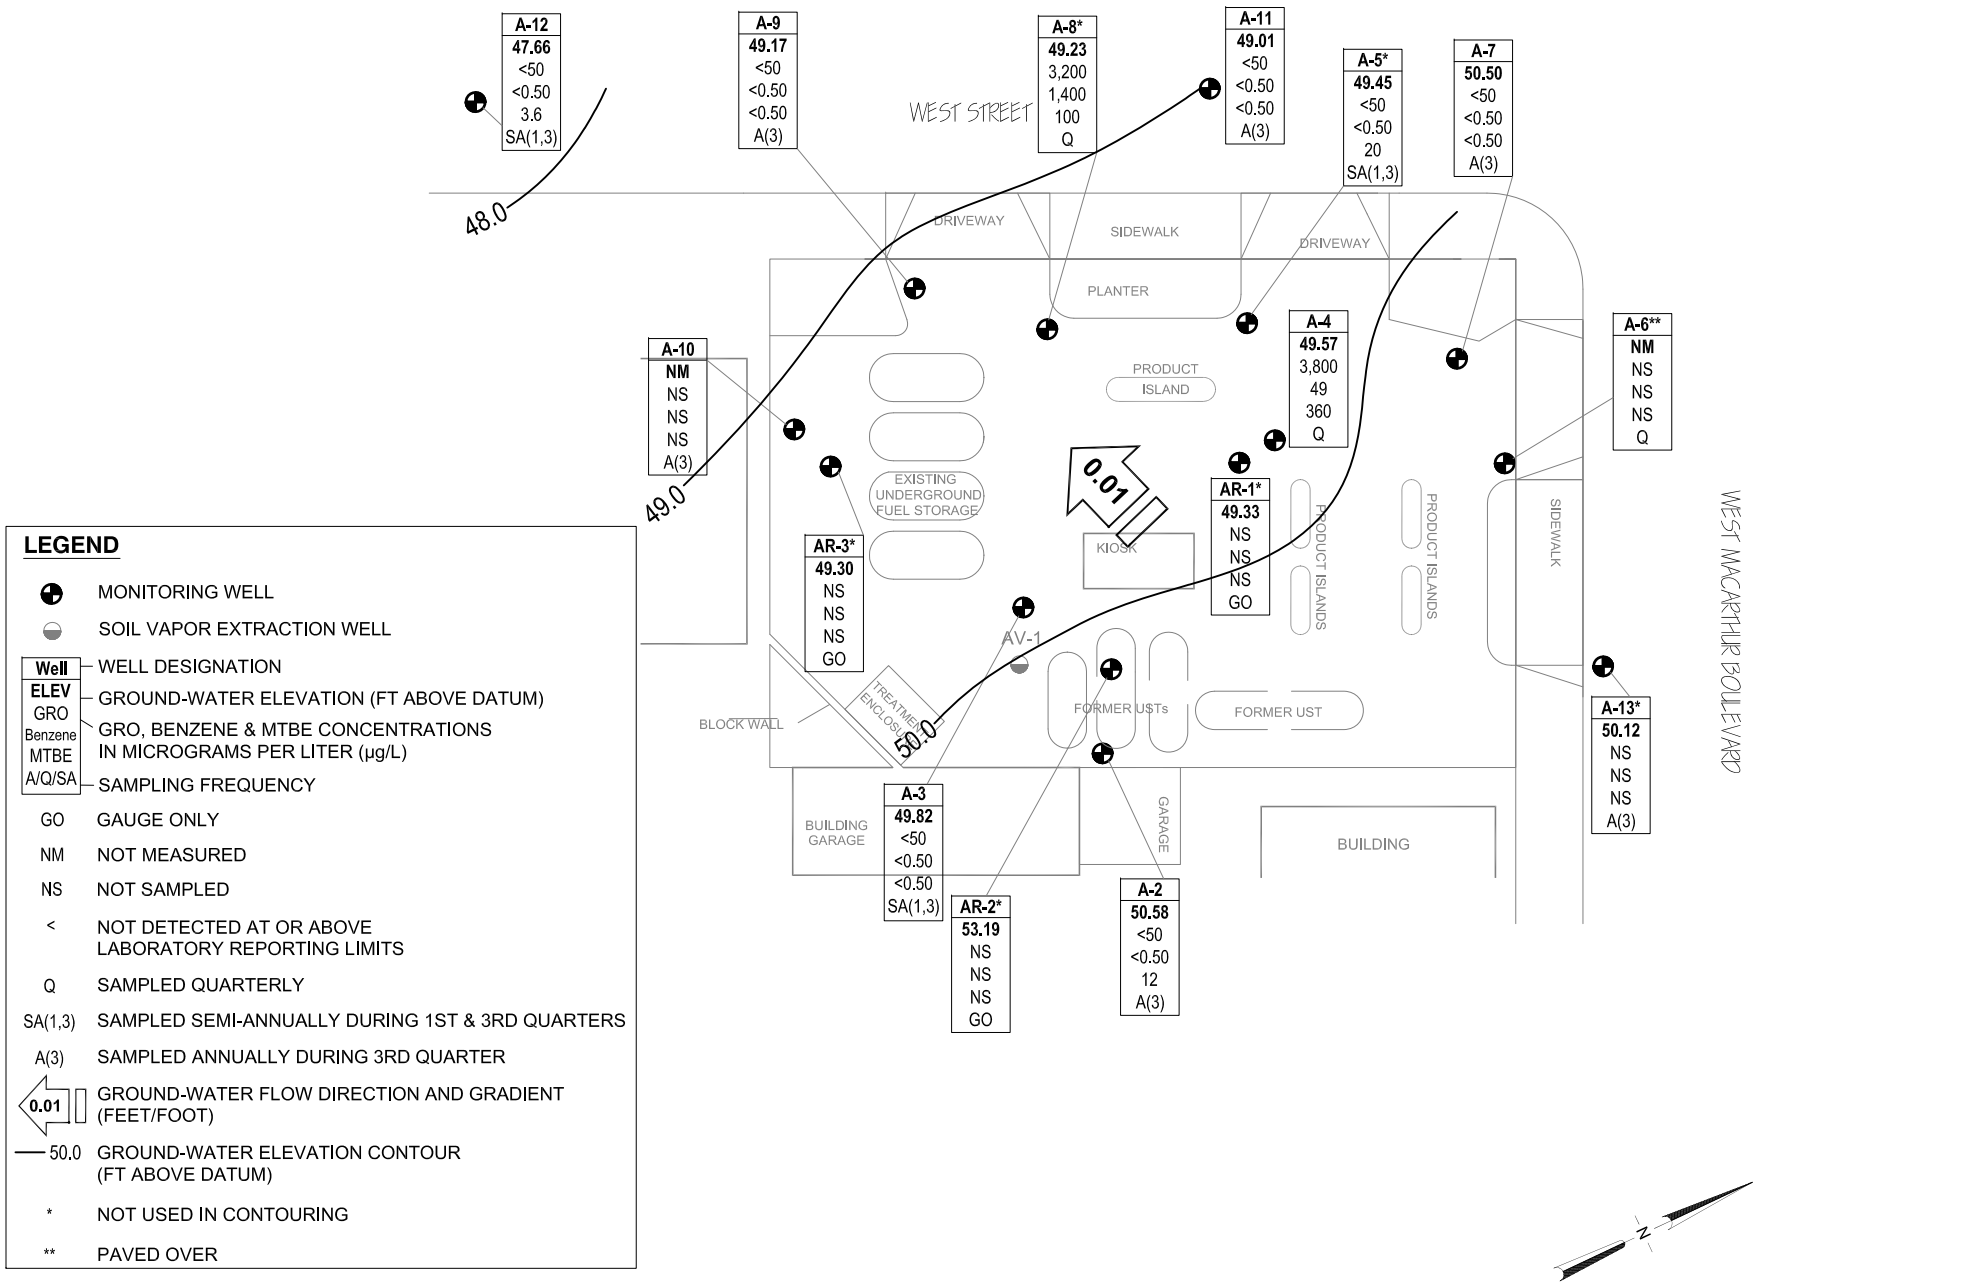 A-12
47.66
<50
<0.50
3.6
SA(1,3)
A-9
49.17
<50
<0.50
<0.50
A(3)
WEST STREET
A-8*
49.23
3,200
1,400
100
Q
A-11
49.01
<50
<0.50
<0.50
A(3)
A-5*
49.45
<50
<0.50
20
SA(1,3)
A-7
50.50
<50
<0.50
<0.50
A(3)
48.0
DRIVEWAY
SIDEWALK
DRIVEWAY
PLANTER
A-10
NM
NS
NS
NS
A(3)
A-4
49.57
3,800
49
360
Q
A-6**
NM
NS
NS
NS
Q
PRODUCT
ISLAND
0.01
49.0
EXISTING
UNDERGROUND
FUEL STORAGE
AR-1*
49.33
NS
NS
NS
GO
PRODUCT ISLANDS
PRODUCT ISLANDS
SIDEWALK
WEST MACARTHUR BOULEVARD
KIOSK
AR-3*
49.30
NS
NS
NS
GO
AV-1
TREATMENT
ENCLOSURE
BLOCK WALL
50.0
FORMER USTs
FORMER UST
A-13*
50.12
NS
NS
NS
A(3)
BUILDING
GARAGE
GARAGE
BUILDING
A-3
49.82
<50
<0.50
<0.50
SA(1,3)
AR-2*
53.19
NS
NS
NS
GO
A-2
50.58
<50
<0.50
12
A(3)
LEGEND
MONITORING WELL
SOIL VAPOR EXTRACTION WELL
Well
WELL DESIGNATION
ELEV
GROUND-WATER ELEVATION (FT ABOVE DATUM)
GRO
Benzene
MTBE
GRO, BENZENE & MTBE CONCENTRATIONS
IN MICROGRAMS PER LITER (µg/L)
A/Q/SA
SAMPLING FREQUENCY
GO GAUGE ONLY
NM NOT MEASURED
NS NOT SAMPLED
< NOT DETECTED AT OR ABOVE
LABORATORY REPORTING LIMITS
Q SAMPLED QUARTERLY
SA(1,3) SAMPLED SEMI-ANNUALLY DURING 1ST & 3RD QUARTERS
A(3) SAMPLED ANNUALLY DURING 3RD QUARTER
0.01 GROUND-WATER FLOW DIRECTION AND GRADIENT
(FEET/FOOT)
50.0 GROUND-WATER ELEVATION CONTOUR
(FT ABOVE DATUM)
* NOT USED IN CONTOURING
** PAVED OVER
N